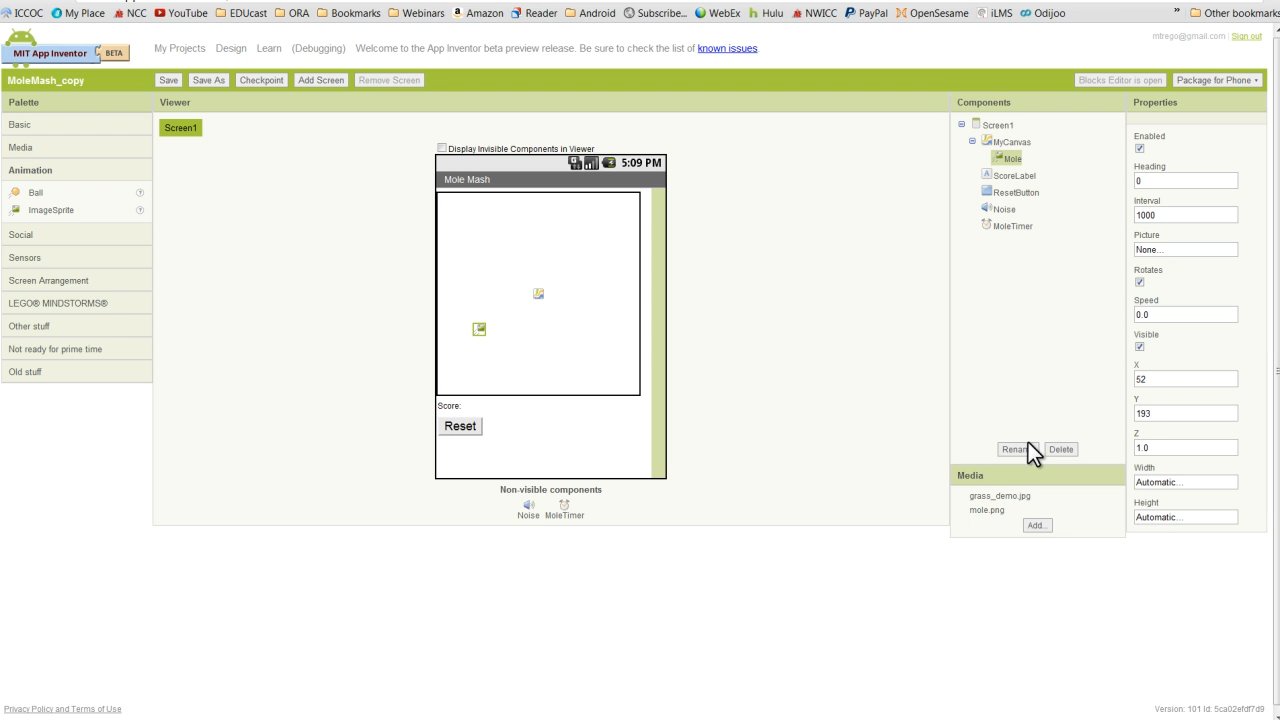 ICCOC My Place NCC YouTube EDUcast ORA Bookmarks Webinars Amazon Reader Android Subscribe... WebEx Hulu NWICC PayPal OpenSesame iLMS Odijoo » Other bookmarks
mtrego@gmail.com | Sign out
MIT App Inventor BETA My Projects Design Learn (Debugging) Welcome to the App Inventor beta preview release. Be sure to check the list of known issues
MoleMash_copy Save Save As Checkpoint Add Screen Remove Screen Blocks Editor is open Package for Phone
Palette Viewer Components Properties
Basic
Media
Animation
Ball
ImageSprite
Social
Sensors
Screen Arrangement
LEGO® MINDSTORMS®
Other stuff
Not ready for prime time
Old stuff
Screen1
Display Invisible Components in Viewer
5:09 PM
Mole Mash
Score:
Reset
Non-visible components
Noise MoleTimer
Screen1
MyCanvas
Mole
ScoreLabel
ResetButton
Noise
MoleTimer
Delete
Media
grass_demo.jpg
mole.png
Add...
Enabled
Heading
0
Interval
1000
Picture
None...
Rotates
Speed
0.0
Visible
X
52
Y
193
Z
1.0
Width
Automatic...
Height
Automatic...
Privacy Policy and Terms of Use Version: 101 Id: 5ca02efdf7d9